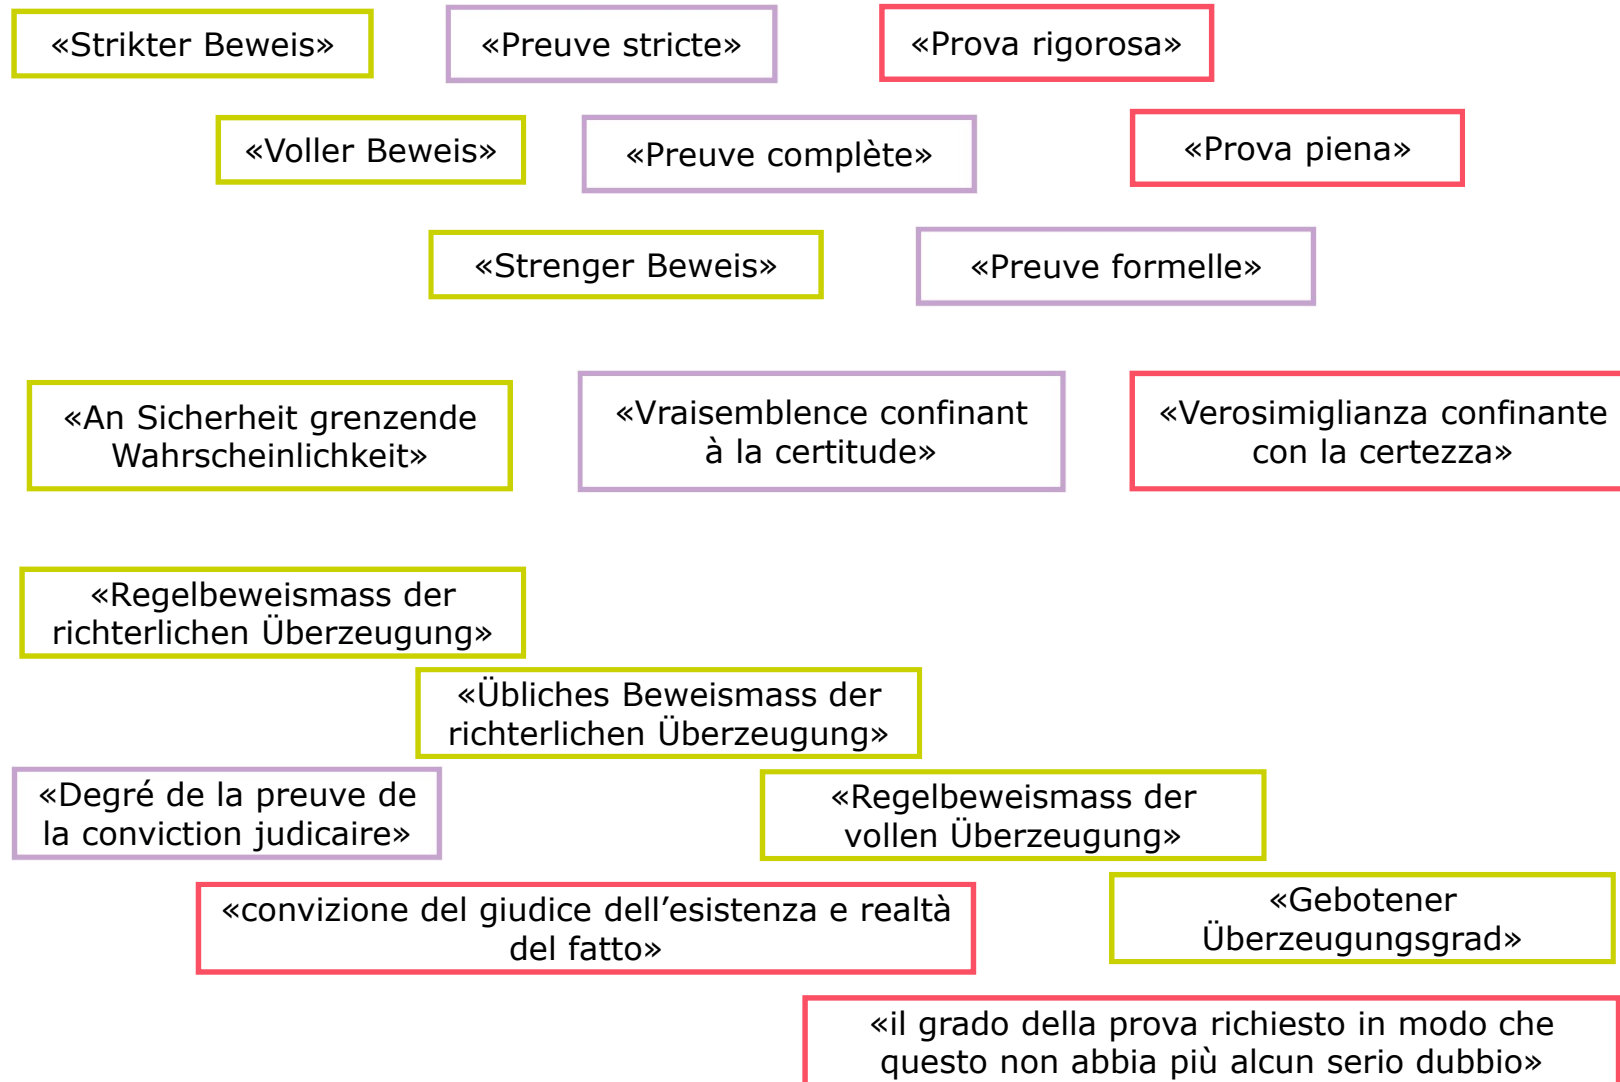 «Strikter Beweis»
«Preuve stricte»
«Prova rigorosa»
«Voller Beweis»
«Preuve complète»
«Prova piena»
«Strenger Beweis»
«Preuve formelle»
«An Sicherheit grenzende
Wahrscheinlichkeit»
«Vraisemblence confinant
à la certitude»
«Verosimiglianza confinante
con la certezza»
«Regelbeweismass der
richterlichen Überzeugung»
«Übliches Beweismass der
richterlichen Überzeugung»
«Degré de la preuve de
la conviction judicaire»
«Regelbeweismass der
vollen Überzeugung»
«convizione del giudice dell’esistenza e realtà
del fatto»
«Gebotener
Überzeugungsgrad»
«il grado della prova richiesto in modo che
questo non abbia più alcun serio dubbio»